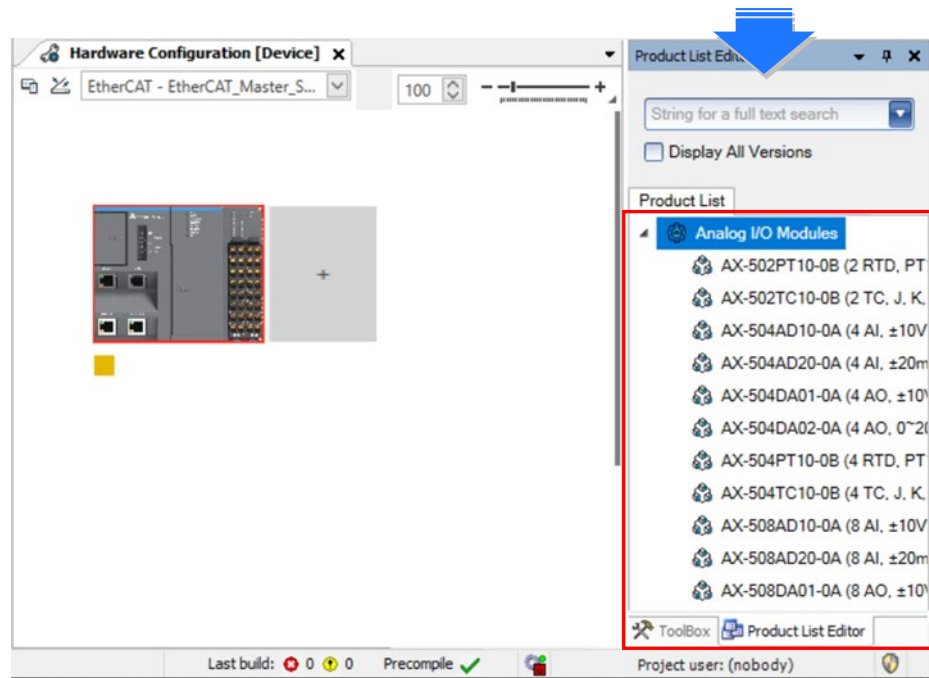 Hardware Configuration [Device]
Product List Edit
EtherCAT - EtherCAT_Master_S...
100
String for a full text search
Display All Versions
Product List
Analog I/O Modules
AX-502PT10-0B (2 RTD, PT
AX-502TC10-0B (2 TC, J, K,
AX-504AD10-0A (4 AI, ±10V
AX-504AD20-0A (4 AI, ±20m
AX-504DA01-0A (4 AO, ±10V
AX-504DA02-0A (4 AO, 0~20
AX-504PT10-0B (4 RTD, PT
AX-504TC10-0B (4 TC, J, K,
AX-508AD10-0A (8 AI, ±10V
AX-508AD20-0A (8 AI, ±20m
AX-508DA01-0A (8 AO, ±10V
ToolBox
Product List Editor
Last build: 0 0 Precompile
Project user: (nobody)